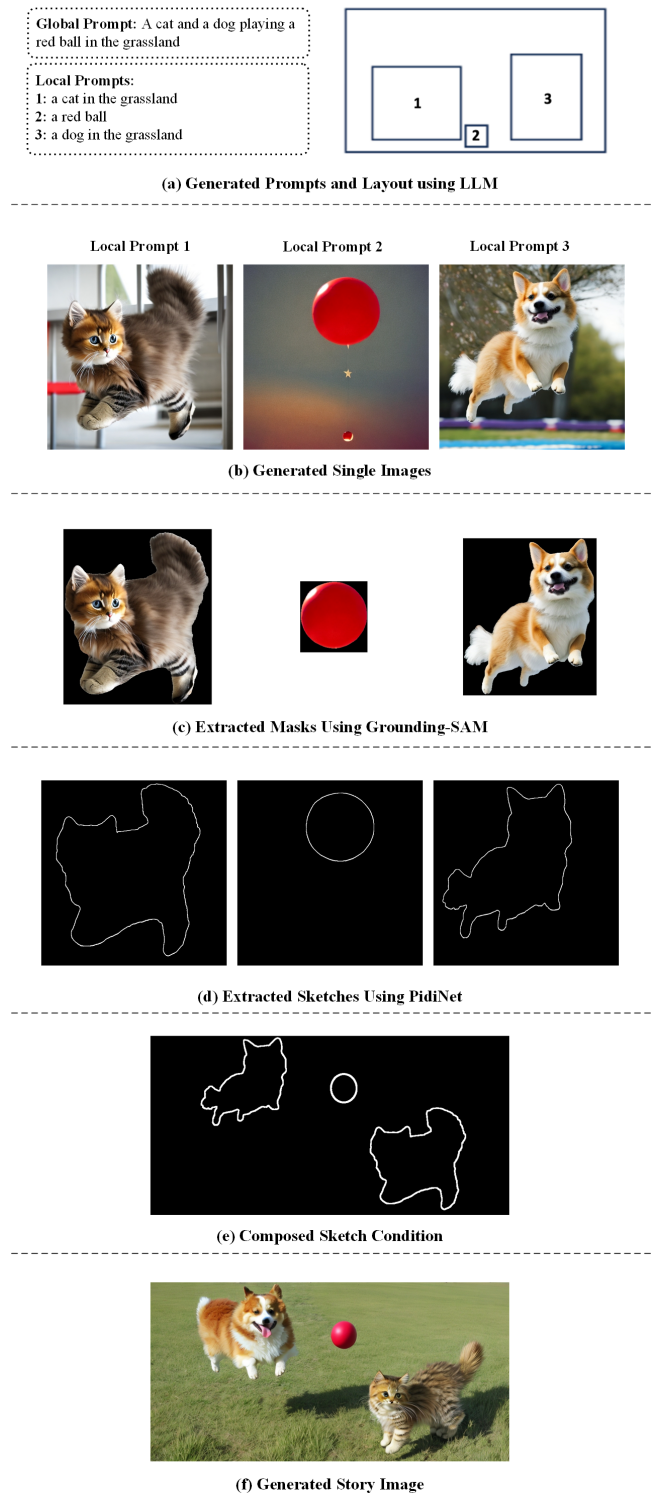 Global Prompt: A cat and a dog playing a
red ball in the grassland
Local Prompts:
1: a cat in the grassland
2: a red ball
3: a dog in the grassland
1
2
3
(a) Generated Prompts and Layout using LLM
Local Prompt 1
Local Prompt 2
Local Prompt 3
(b) Generated Single Images
(c) Extracted Masks Using Grounding-SAM
(d) Extracted Sketches Using PidiNet
(e) Composed Sketch Condition
(f) Generated Story Image